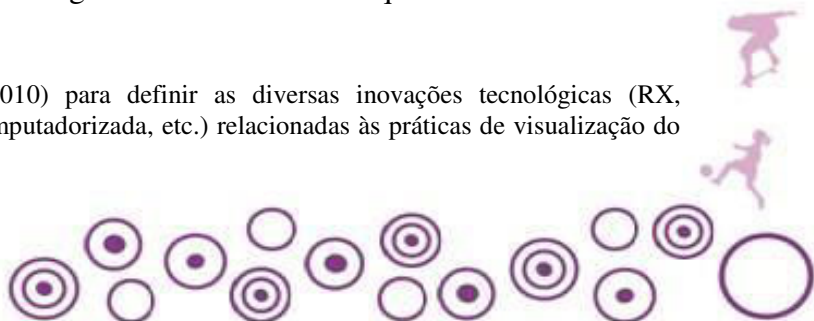 010) para definir as diversas inovações tecnológicas (RX,
mputadorizada, etc.) relacionadas às práticas de visualização do